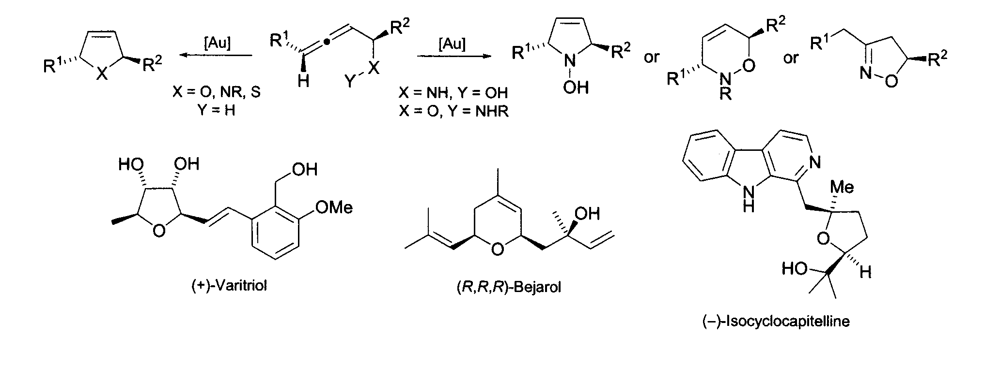 R¹ X R²
[Au]
X = O, NR, S
Y = H
R¹ H Y X R²
[Au]
X = NH, Y = OH
X = O, Y = NHR
R¹ N OH R²
or
R¹ N R O R²
or
R¹ N O R²
HO OH
O
OH
OMe
(+)-Varitriol
O
OH
(R,R,R)-Bejarol
N
N
H
Me
O
HO
H
(–)-Isocyclocapitelline